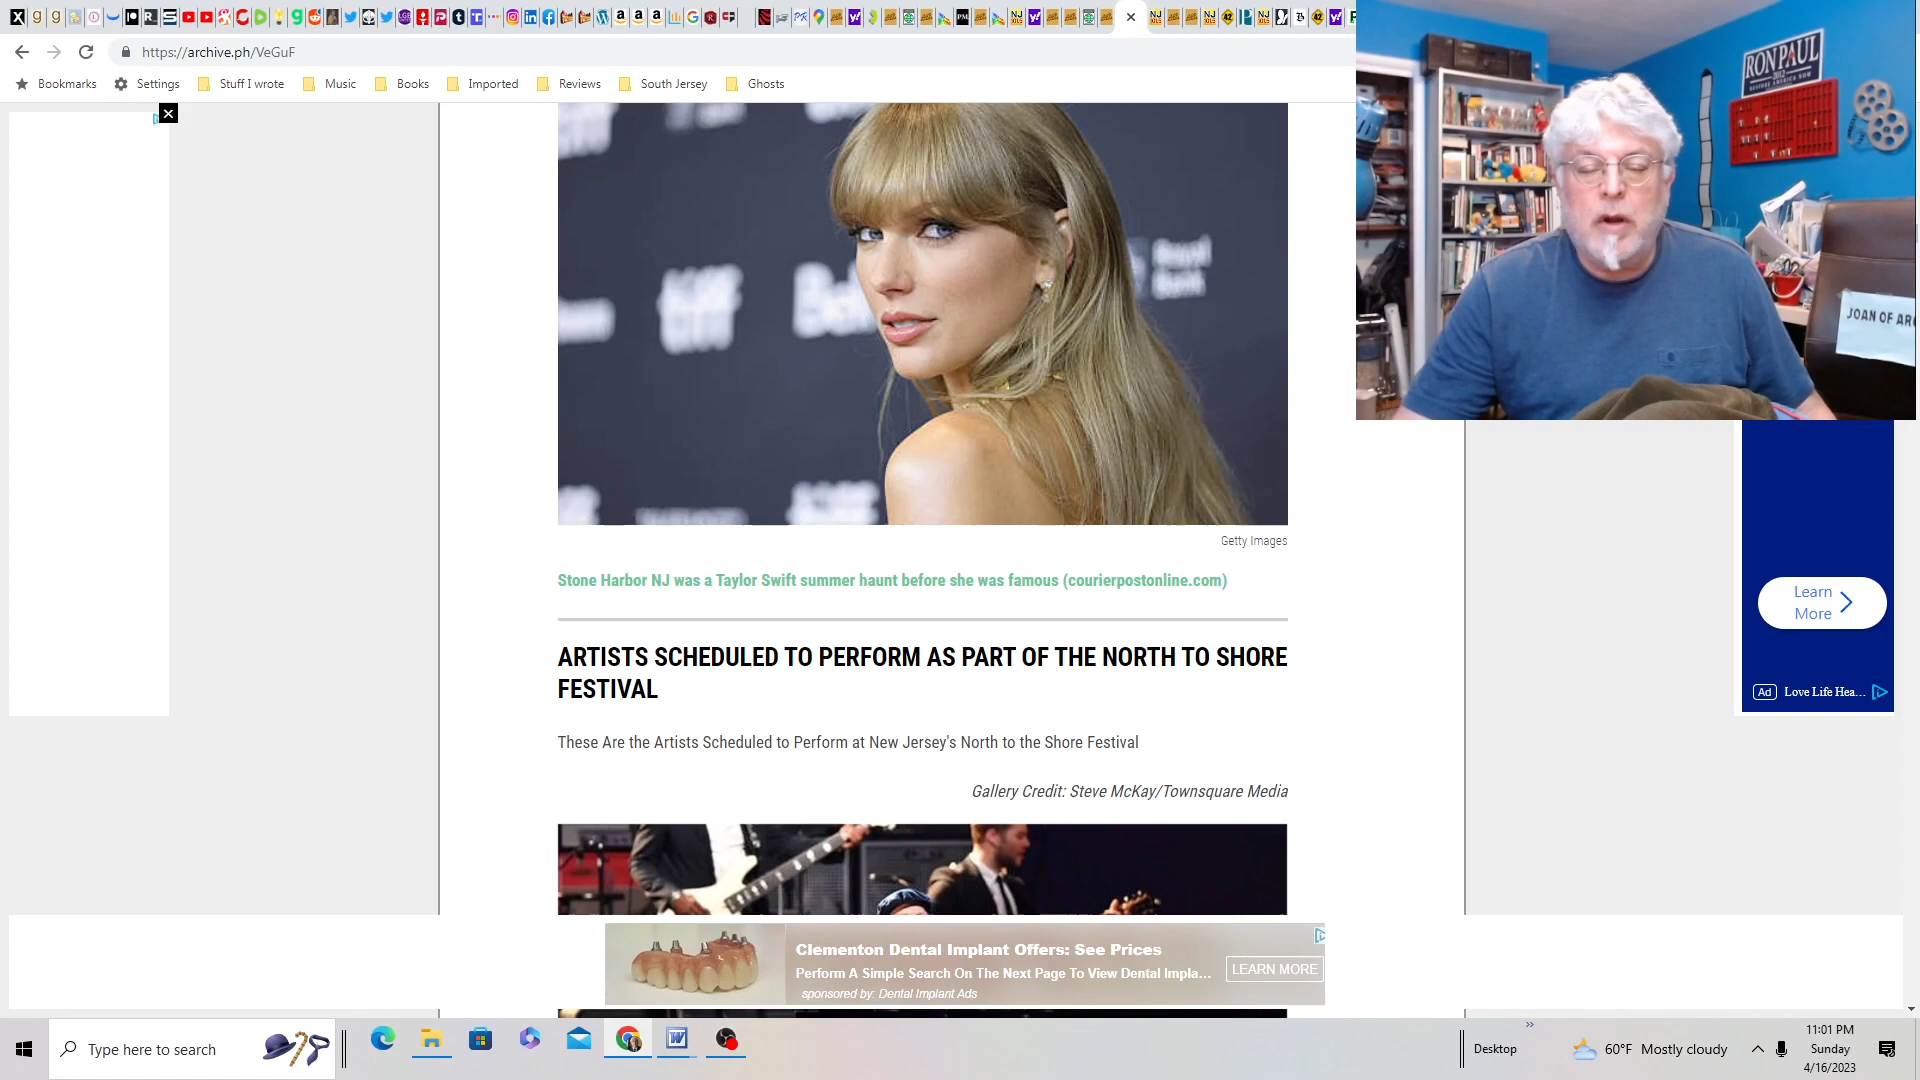 https://archive.ph/VeGuF
Bookmarks
Settings
Stuff I wrote
Music
Books
Imported
Reviews
South Jersey
Ghosts
RON PAUL
2012
JOAN OF AR
Getty Images
Stone Harbor NJ was a Taylor Swift summer haunt before she was famous (courierpostonline.com)
ARTISTS SCHEDULED TO PERFORM AS PART OF THE NORTH TO SHORE
FESTIVAL
These Are the Artists Scheduled to Perform at New Jersey's North to the Shore Festival
Gallery Credit: Steve McKay/Townsquare Media
Learn
More
Ad Love Life Hea...
Clementon Dental Implant Offers: See Prices
Perform A Simple Search On The Next Page To View Dental Impla...
sponsored by: Dental Implant Ads
LEARN MORE
Type here to search
Desktop
60°F Mostly cloudy
11:01 PM
Sunday
4/16/2023